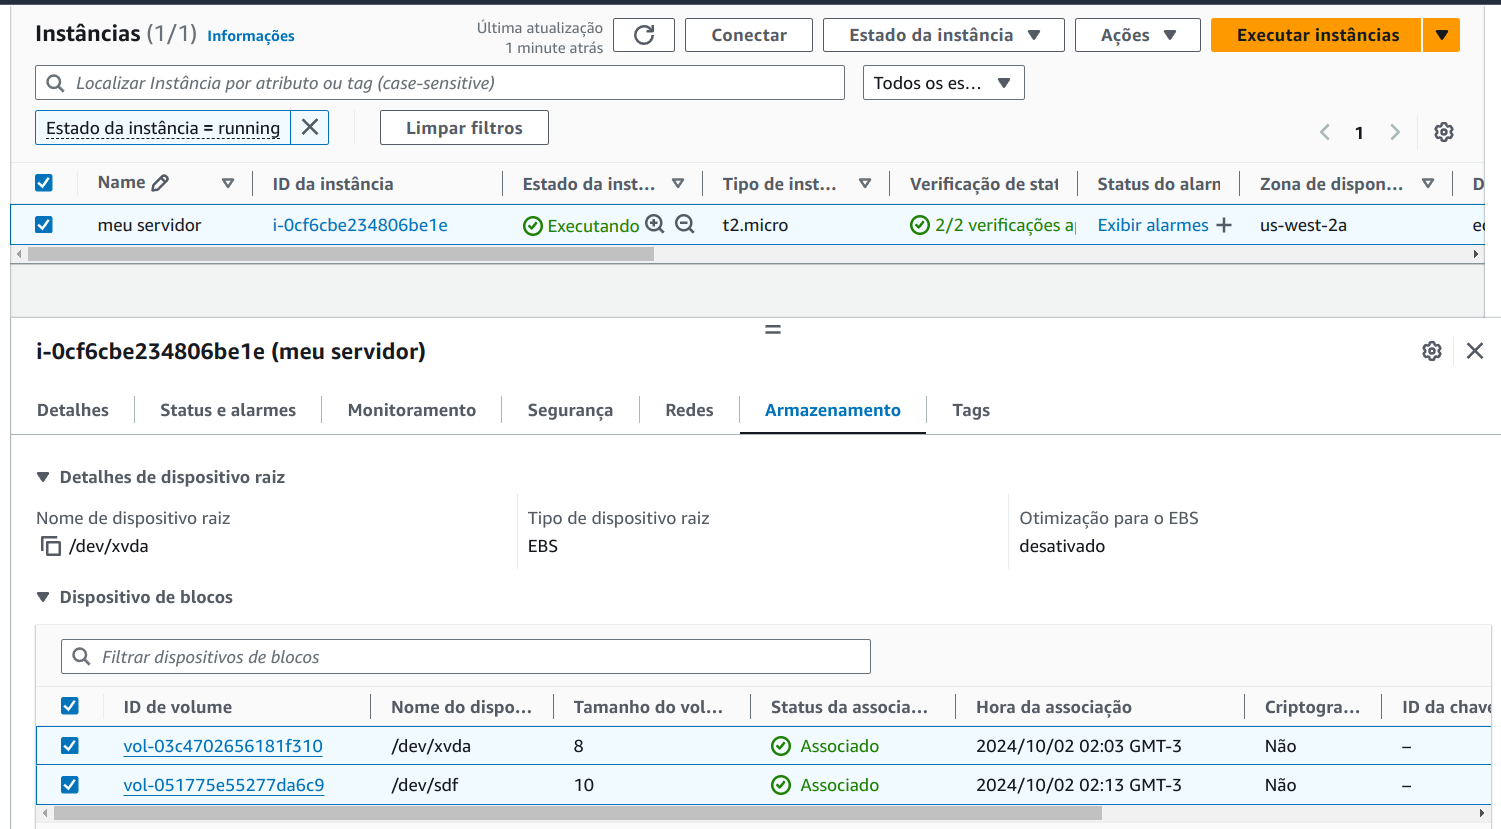 Instâncias (1/1) Informações
Última atualização
1 minute atrás
Conectar
Estado da instância
Ações
Executar instâncias
Localizar Instância por atributo ou tag (case-sensitive)
Todos os es...
Estado da instância = running
Limpar filtros
1
Name ID da instância Estado da inst... Tipo de inst... Verificação de stat Status do alarn Zona de dispon... D
meu servidor i-0cf6cbe234806be1e Executando t2.micro 2/2 verificações a Exibir alarmes + us-west-2a
i-0cf6cbe234806be1e (meu servidor)
Detalhes Status e alarmes Monitoramento Segurança Redes Armazenamento Tags
Detalhes de dispositivo raiz
Nome de dispositivo raiz Tipo de dispositivo raiz Otimização para o EBS
/dev/xvda EBS desativado
Dispositivo de blocos
Filtrar dispositivos de blocos
ID de volume Nome do dispo... Tamanho do vol... Status da associa... Hora da associação Criptogra... ID da chave
vol-03c4702656181f310 /dev/xvda 8 Associado 2024/10/02 02:03 GMT-3 Não –
vol-051775e55277da6c9 /dev/sdf 10 Associado 2024/10/02 02:13 GMT-3 Não –